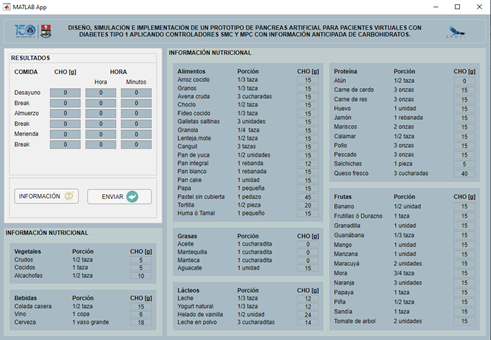 MATLAB App
150
DISEÑO, SIMULACIÓN E IMPLEMENTACIÓN DE UN PROTOTIPO DE PÁNCREAS ARTIFICIAL PARA PACIENTES VIRTUALES CON
DIABETES TIPO 1 APLICANDO CONTROLADORES SMC Y MPC CON INFORMACIÓN ANTICIPADA DE CARBOHIDRATOS.
RESULTADOS
COMIDA CHO [g] HORA
Hora Minutos
Desayuno 0 0 0
Break 0 0 0
Almuerzo 0 0 0
Break 0 0 0
Merienda 0 0 0
Break 0 0 0
INFORMACIÓN
ENVIAR
INFORMACIÓN NUTRICIONAL
Vegetales Porción CHO [g]
Crudos 1/2 taza 5
Cocidos 1 taza 5
Alcachofas 1/2 taza 10
Bebidas Porción CHO [g]
Colada casera 1/2 taza 15
Vino 1 copa 6
Cerveza 1 vaso grande 18
INFORMACIÓN NUTRICIONAL
Alimentos Porción CHO [g]
Arroz cocido 1/3 taza 15
Granos 1/3 taza 15
Avena cruda 3 cucharadas 15
Choclo 1/2 taza 15
Fideo cocido 1/3 taza 15
Galletas saltinas 3 unidades 15
Granola 1/4 taza 15
Lenteja,mote 1/2 taza 15
Canguil 3 tazas 15
Pan de yuca 1/2 unidades 15
Pan integral 1 rebanada 12
Pan blanco 1 rebanada 15
Pan cake 1 unidad 15
Papa 1 pequeña 15
Pastel sin cubierta 1 pedazo 45
Tortilla 1/2 pieza 20
Huma ó Tamal 1 pequeño 15
Grasas Porción CHO [g]
Aceite 1 cucharadita 0
Mantequilla 1 cucharadita 0
Manteca 1 cucharadita 0
Aguacate 1 unidad 15
Lácteos Porción CHO [g]
Leche 1/3 taza 12
Yogurt natural 1/3 taza 12
Helado de vainilla 1/2 unidad 24
Leche en polvo 3 cucharaditas 14
Proteína Porción CHO [g]
Atún 1/2 taza 0
Carne de cerdo 3 onzas 15
Carne de res 3 onzas 15
Huevo 1 unidad 15
Jamón 1 rebanada 15
Mariscos 2 onzas 15
Calamar 1/2 taza 15
Pollo 3 onzas 15
Pescado 3 onzas 15
Salchichas 1 pieza 5
Queso fresco 3 cucharadas 40
Frutas Porción CHO [g]
Banano 1/2 unidad 15
Frutillas ó Durazno 1 taza 15
Granadilla 1 unidad 15
Guanábana 1/3 taza 15
Mango 1 unidad 15
Manzana 1 unidad 15
Maracuyá 2 unidades 15
Mora 3/4 taza 15
Naranja 3 unidades 15
Papaya 1 taza 15
Piña 1/2 taza 15
Sandía 1 taza 15
Tomate de arbol 2 unidades 15